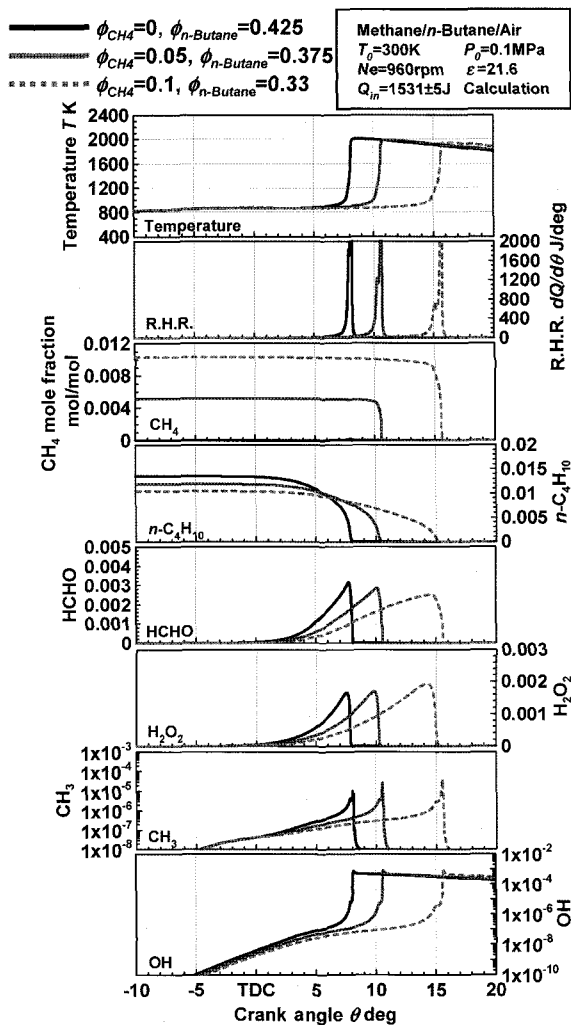 ϕCH4=0, ϕn-Butane=0.425
ϕCH4=0.05, ϕn-Butane=0.375
ϕCH4=0.1, ϕn-Butane=0.33
Methane/n-Butane/Air
T0=300K P0=0.1MPa
Ne=960rpm ε=21.6
Qin=1531±5J Calculation
Temperature T K
2400
2000
1600
1200
800
400
Temperature
2000
1600
1200
800
400
0
R.H.R. dQ/dθ J/deg
R.H.R.
CH4 mole fraction
mol/mol
0.012
0.008
0.004
0
CH4
0.02
0.015
0.01
0.005
0
n-C4H10
n-C4H10
HCHO
0.005
0.004
0.003
0.002
0.001
0
HCHO
0.003
0.002
0.001
0
H2O2
H2O2
CH3
1x10-3
1x10-4
1x10-5
1x10-6
1x10-7
1x10-8
CH3
1x10-2
1x10-4
1x10-6
1x10-8
1x10-10
OH
OH
-10 -5 TDC 5 10 15 20
Crank angle θ deg